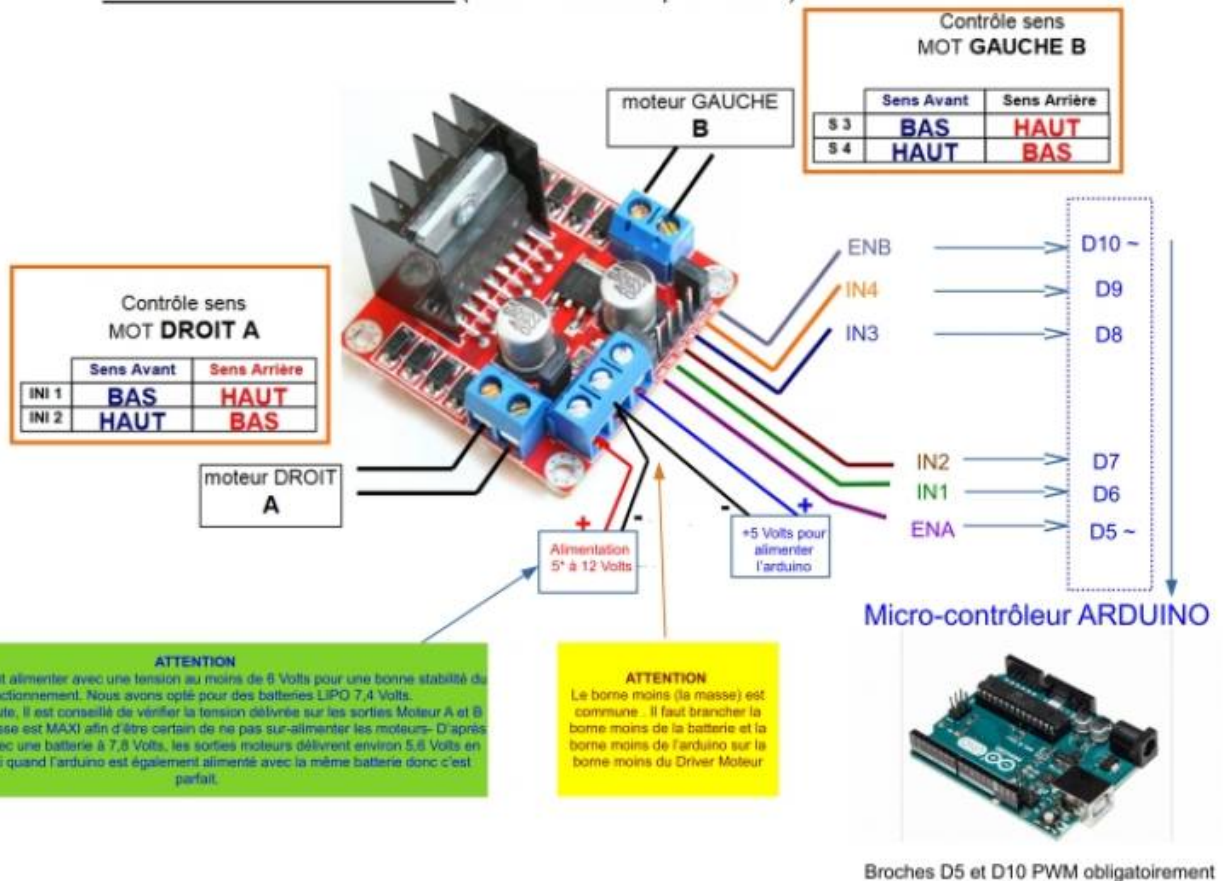 Contrôle sens
MOT GAUCHE B
Sens Avant Sens Arrière
S 3 BAS HAUT
S 4 HAUT BAS
moteur GAUCHE
B
ENB D10 ~
IN4 D9
IN3 D8
Contrôle sens
MOT DROIT A
Sens Avant Sens Arrière
INI 1 BAS HAUT
INI 2 HAUT BAS
moteur DROIT
A
IN2 D7
IN1 D6
ENA D5 ~
+ - - +
Alimentation
5* à 12 Volts
+5 Volts pour
alimenter
l'arduino
Micro-contrôleur ARDUINO
ATTENTION
alimenter avec une tension au moins de 6 Volts pour une bonne stabilité du
Nous avons opté pour des batteries LIPO 7,4 Volts.
Il est conseillé de vérifier la tension délivrée sur les sorties Moteur A et B
est MAXI afin d'être certain de ne pas sur-alimenter les moteurs- D'après
une batterie à 7,8 Volts, les sorties moteurs délivrent environ 5,6 Volts en
quand l'arduino est également alimenté avec la même batterie donc c'est
parfait.
ATTENTION
Le borne moins (la masse) est
commune . Il faut brancher la
borne moins de la batterie et la
borne moins de l'arduino sur la
borne moins du Driver Moteur
Broches D5 et D10 PWM obligatoirement